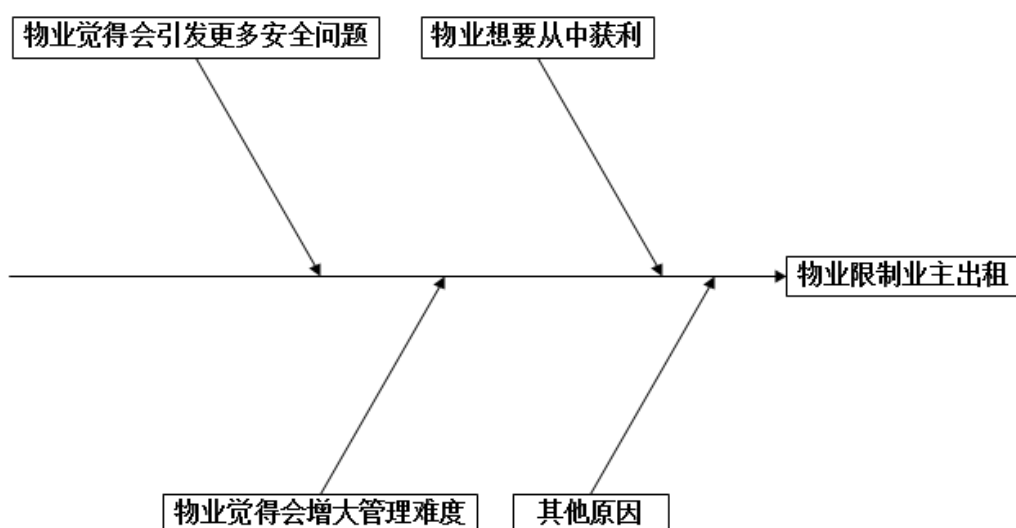 物业觉得会引发更多安全问题
物业想要从中获利
物业限制业主出租
物业觉得会增大管理难度
其他原因